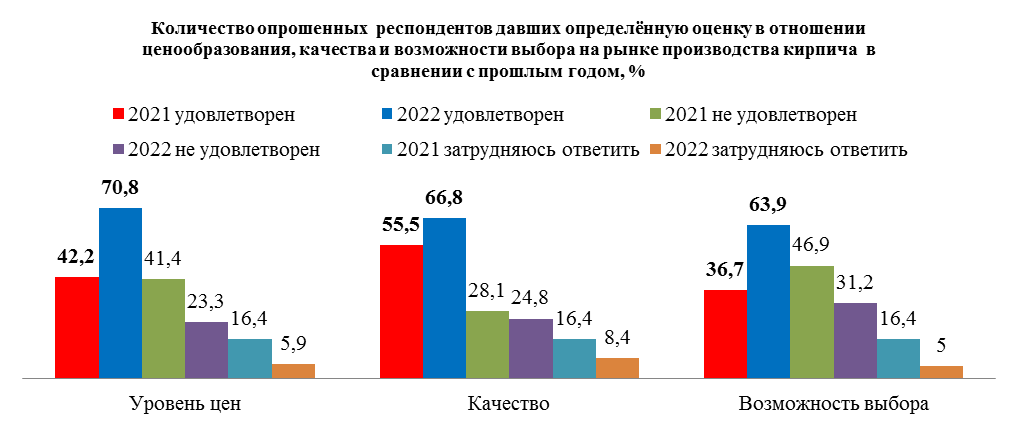 Количество опрошенных респондентов давших определённую оценку в отношении
ценообразования, качества и возможности выбора на рынке производства кирпича в
сравнении с прошлым годом, %
2021 удовлетворен
2022 удовлетворен
2021 не удовлетворен
2022 не удовлетворен
2021 затрудняюсь ответить
2022 затрудняюсь ответить
42,2
70,8
41,4
23,3
16,4
5,9
55,5
66,8
28,1
24,8
16,4
8,4
36,7
63,9
46,9
31,2
16,4
5
Уровень цен
Качество
Возможность выбора